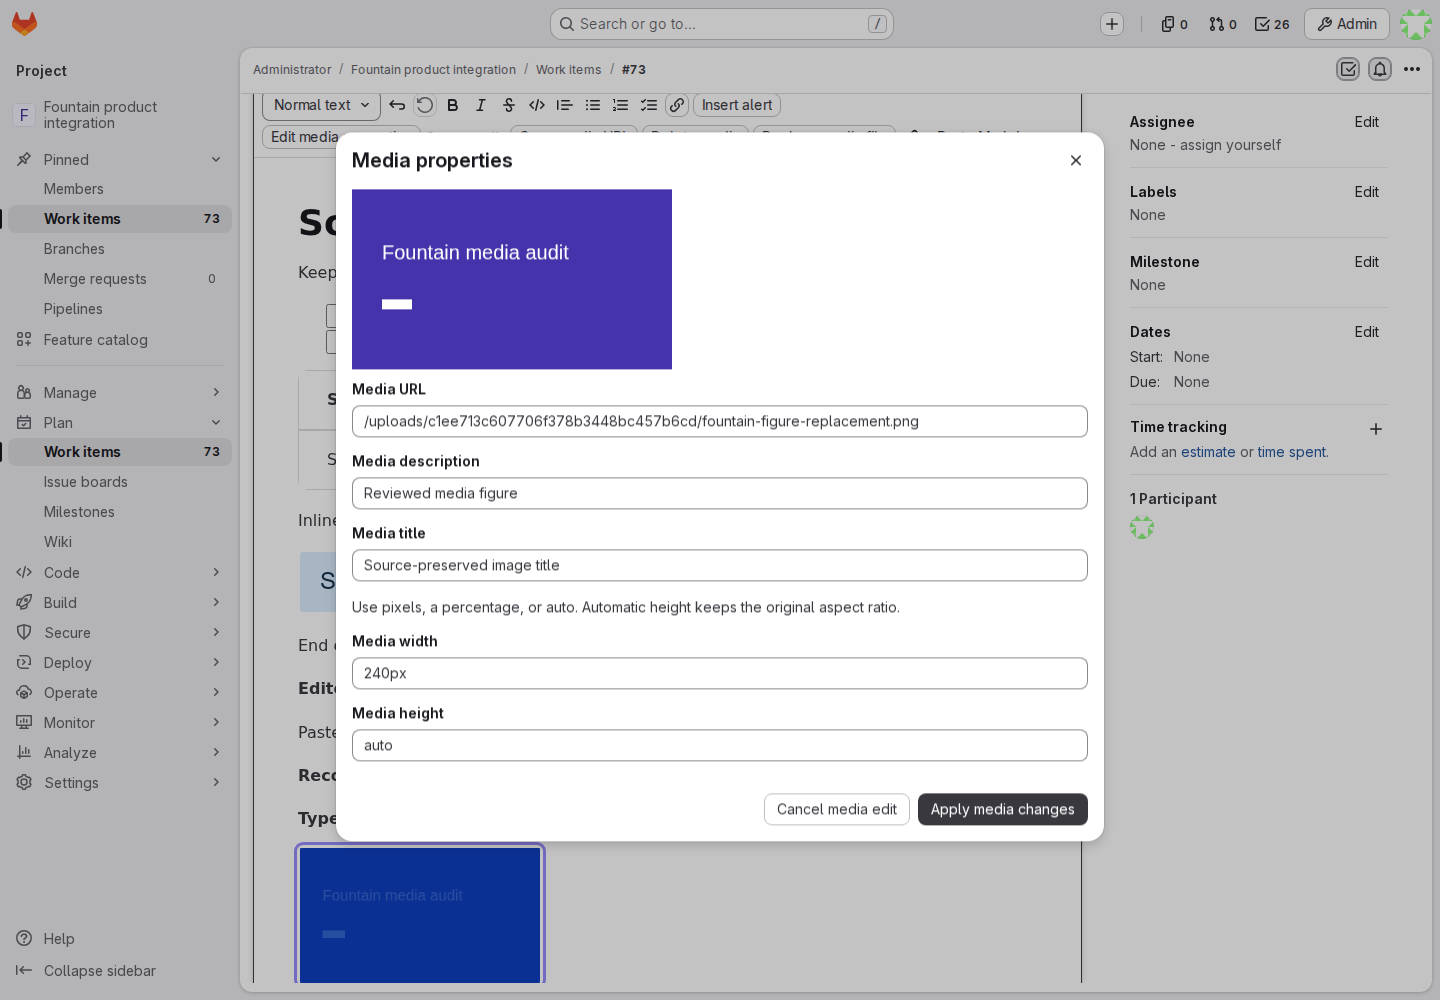 Search or go to...
/
0
0
26
Admin
Project
F
Fountain product integration
Pinned
Members
Work items
73
Branches
Merge requests
0
Pipelines
Feature catalog
Manage
Plan
Work items
73
Issue boards
Milestones
Wiki
Code
Build
Secure
Deploy
Operate
Monitor
Analyze
Settings
Help
Collapse sidebar
Administrator / Fountain product integration / Work items / #73
Normal text
Insert alert
Edit media
Keep
Inline
End
Paste
Type
Fountain media audit
Media properties
Fountain media audit
Media URL
/uploads/c1ee713c607706f378b3448bc457b6cd/fountain-figure-replacement.png
Media description
Reviewed media figure
Media title
Source-preserved image title
Use pixels, a percentage, or auto. Automatic height keeps the original aspect ratio.
Media width
240px
Media height
auto
Cancel media edit
Apply media changes
Assignee
Edit
None - assign yourself
Labels
Edit
None
Milestone
Edit
None
Dates
Edit
Start: None
Due: None
Time tracking
Add an estimate or time spent.
1 Participant